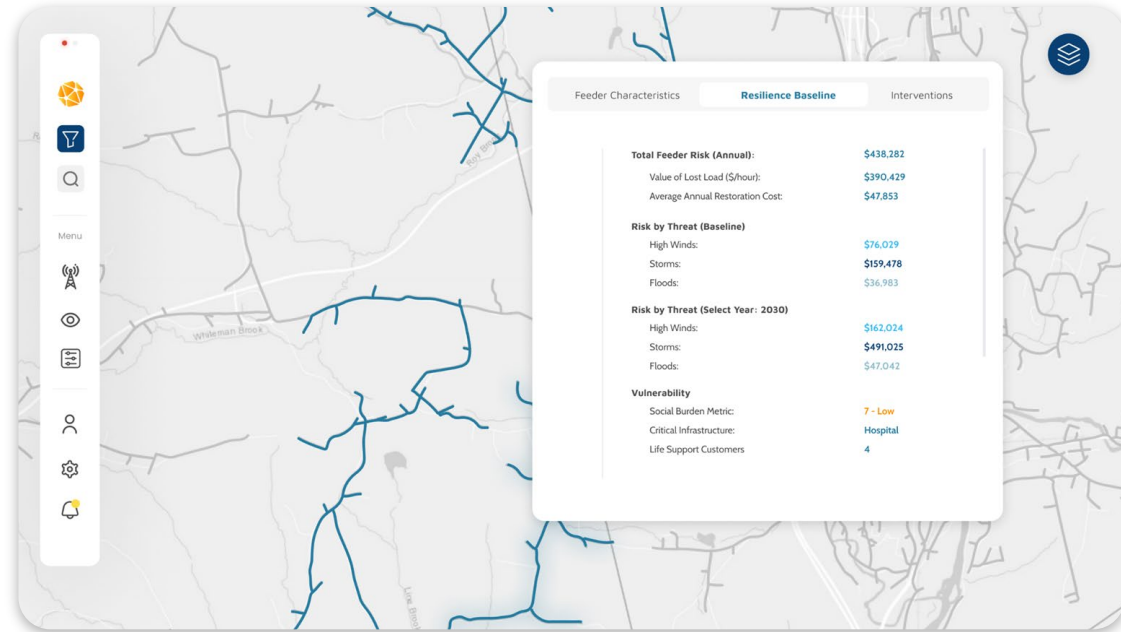 Menu
Feeder Characteristics
Resilience Baseline
Interventions
Total Feeder Risk (Annual): $438,282
Value of Lost Load ($/hour): $390,429
Average Annual Restoration Cost: $47,853
Risk by Threat (Baseline)
High Winds: $76,029
Storms: $159,478
Floods: $36,983
Risk by Threat (Select Year: 2030)
High Winds: $162,024
Storms: $491,025
Floods: $47,042
Vulnerability
Social Burden Metric: 7 - Low
Critical Infrastructure: Hospital
Life Support Customers 4
Whiteman Brook
Line Brook